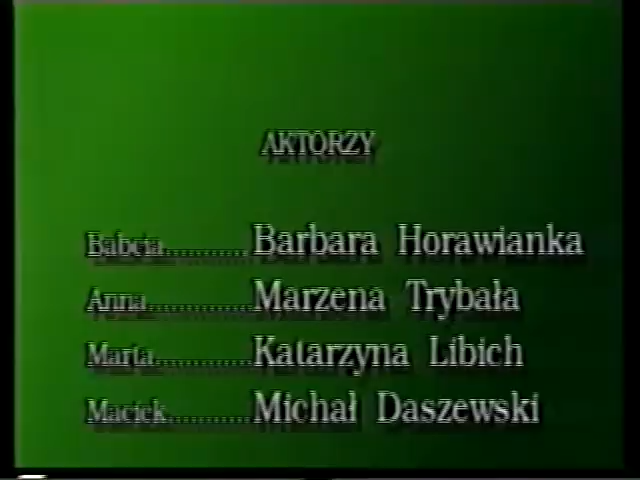 AKTORZY
Babcia..........Barbara Horawianka
Anna............Marzena Trybała
Marta...........Katarzyna Libich
Maciek..........Michał Daszewski